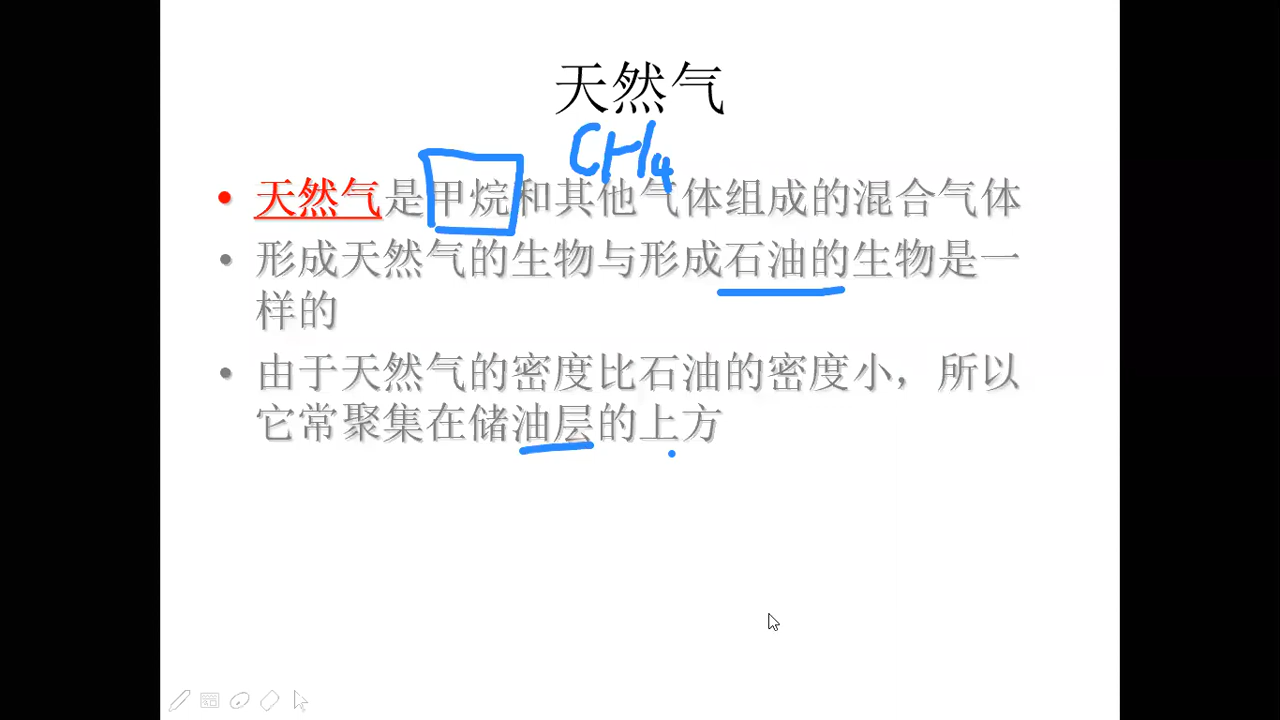 天然气
CH4
• 天然气是甲烷和其他气体组成的混合气体
• 形成天然气的生物与形成石油的生物是一
样的
• 由于天然气的密度比石油的密度小，所以
它常聚集在储油层的上方